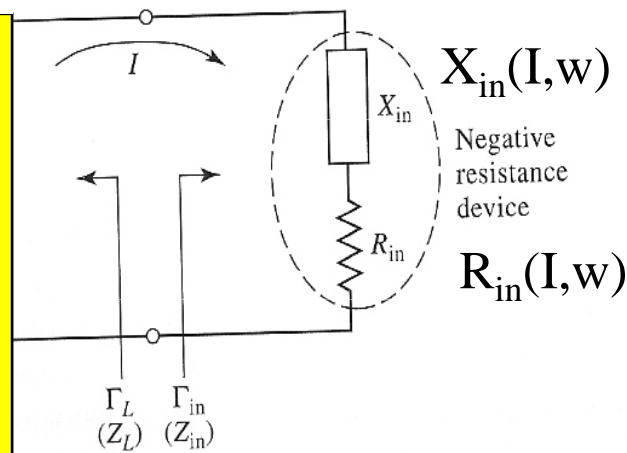 I
X_in
X_in(I,w)
Negative
resistance
device
R_in
R_in(I,w)
Γ_L Γ_in
(Z_L) (Z_in)